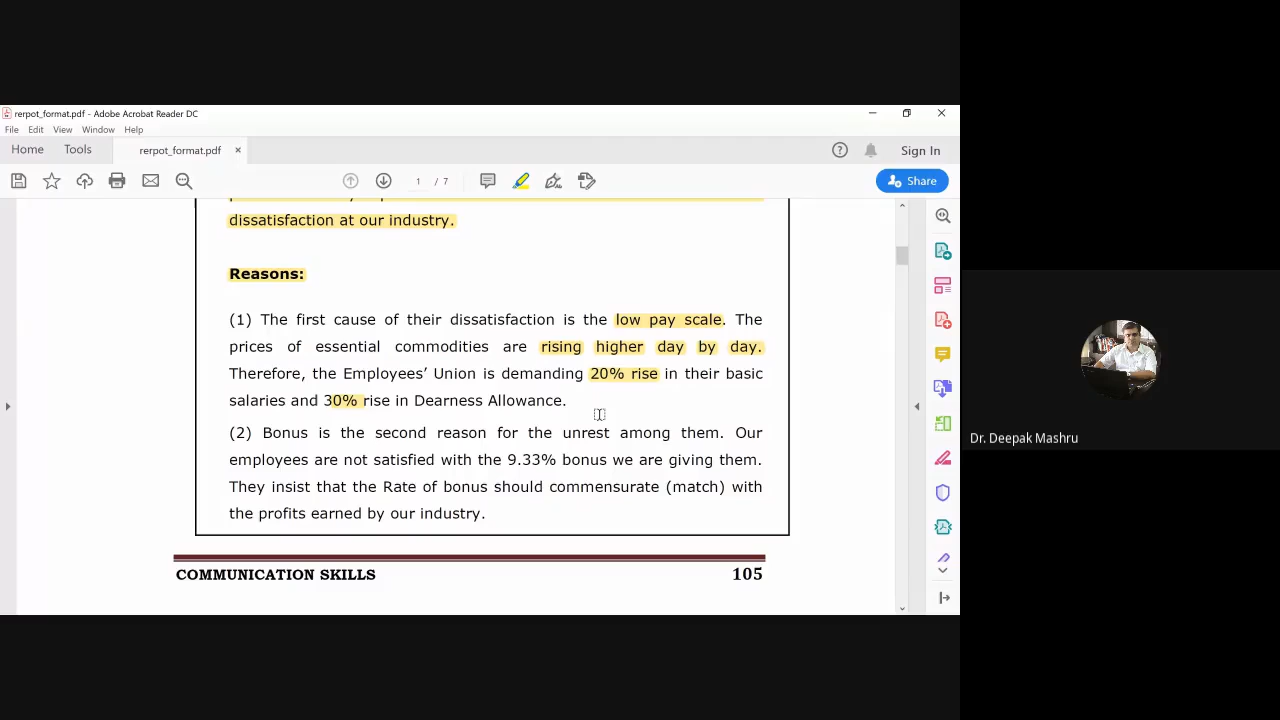 rerpot_format.pdf - Adobe Acrobat Reader DC
File Edit View Window Help
Home Tools rerpot_format.pdf × Sign In
1 / 7 Share
dissatisfaction at our industry.
Reasons:
(1) The first cause of their dissatisfaction is the low pay scale. The
prices of essential commodities are rising higher day by day.
Therefore, the Employees’ Union is demanding 20% rise in their basic
salaries and 30% rise in Dearness Allowance.
(2) Bonus is the second reason for the unrest among them. Our
employees are not satisfied with the 9.33% bonus we are giving them.
They insist that the Rate of bonus should commensurate (match) with
the profits earned by our industry.
COMMUNICATION SKILLS 105
Dr. Deepak Mashru